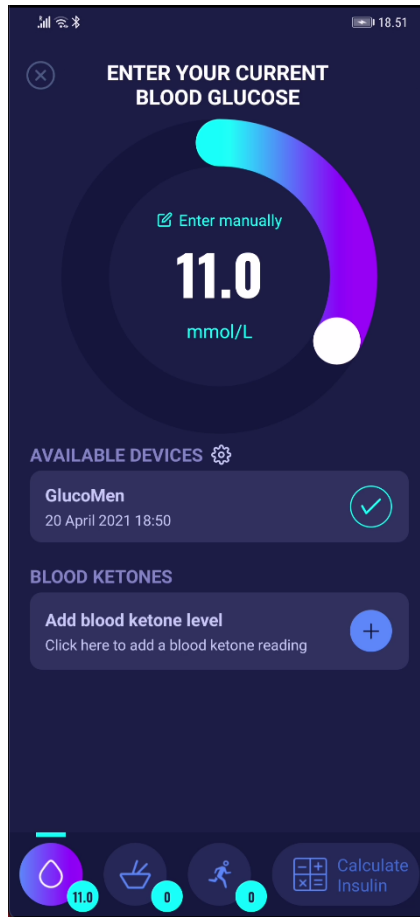 18.51
ENTER YOUR CURRENT
BLOOD GLUCOSE
Enter manually
11.0
mmol/L
AVAILABLE DEVICES
GlucoMen
20 April 2021 18:50
BLOOD KETONES
Add blood ketone level
Click here to add a blood ketone reading
11.0
0
0
Calculate
Insulin